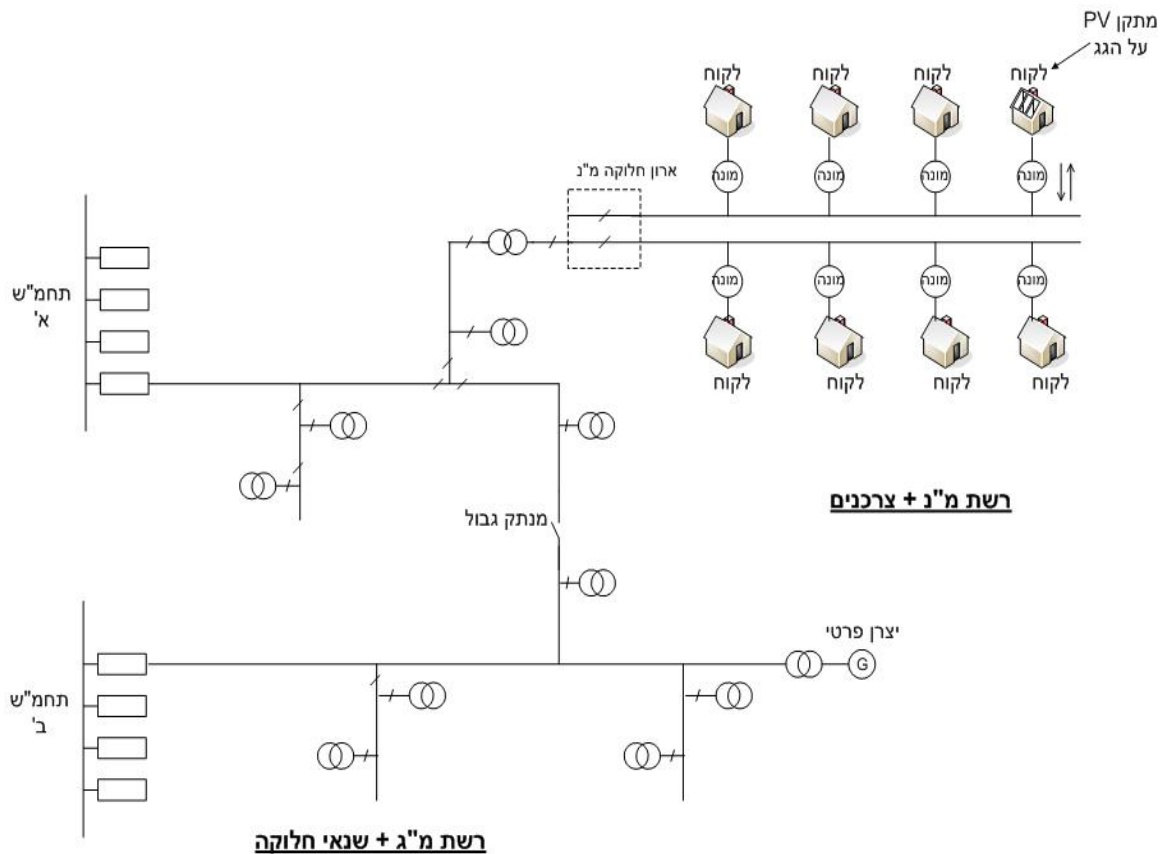 מתקן PV
על הגג
לקוח
לקוח
לקוח
לקוח
ארון חלוקה מ"נ
מונה
מונה
מונה
מונה
מונה
מונה
מונה
מונה
לקוח
לקוח
לקוח
לקוח
תחמ"ש
א'
רשת מ"נ + צרכנים
מנתק גבול
יצרן פרטי
G
תחמ"ש
ב'
רשת מ"ג + שנאי חלוקה